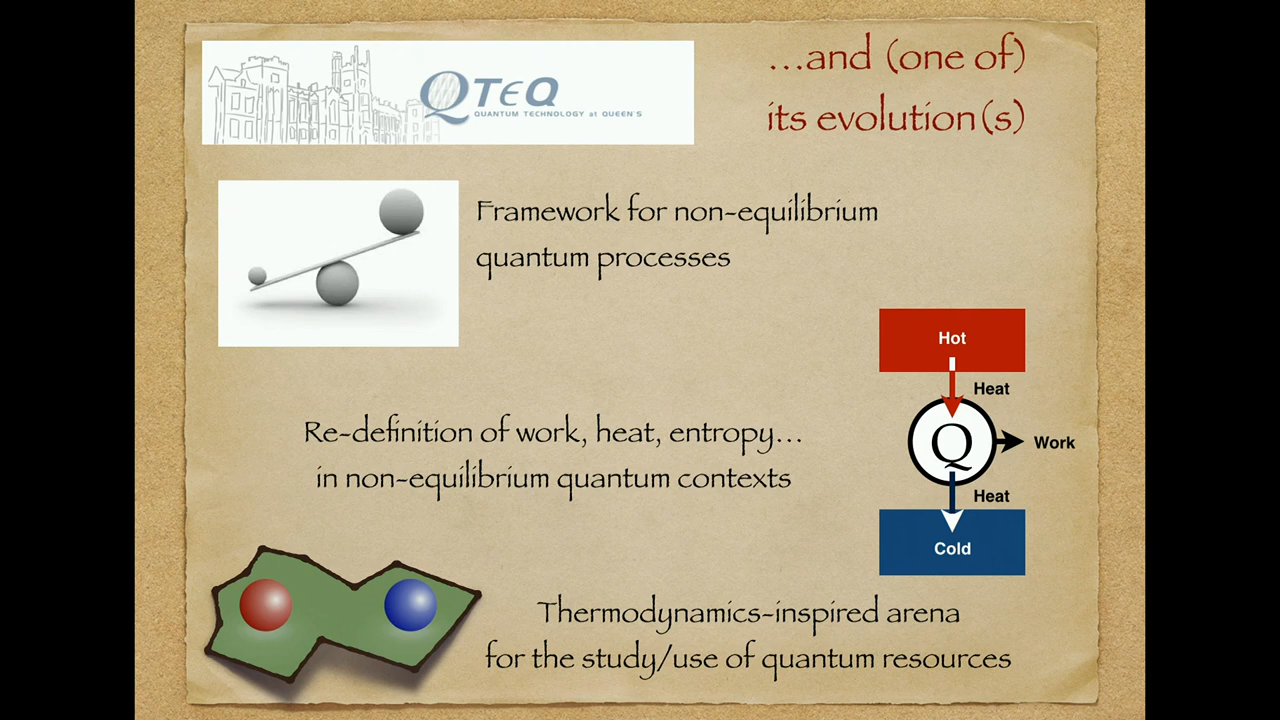 QTeQ
QUANTUM TECHNOLOGY at QUEEN'S
...and (one of)
its evolution(s)
Framework for non-equilibrium
quantum processes
Hot
Heat
Q
Work
Heat
Cold
Re-definition of work, heat, entropy...
in non-equilibrium quantum contexts
Thermodynamics-inspired arena
for the study/use of quantum resources